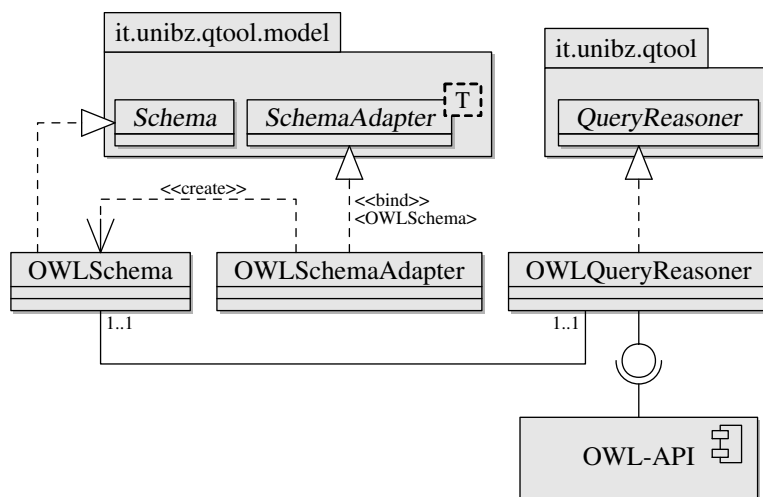 it.unibz.qtool.model
it.unibz.qtool
T
Schema
SchemaAdapter
QueryReasoner
<<create>>
<<bind>>
<OWLSchema>
OWLSchema
OWLSchemaAdapter
OWLQueryReasoner
1..1
1..1
OWL-API